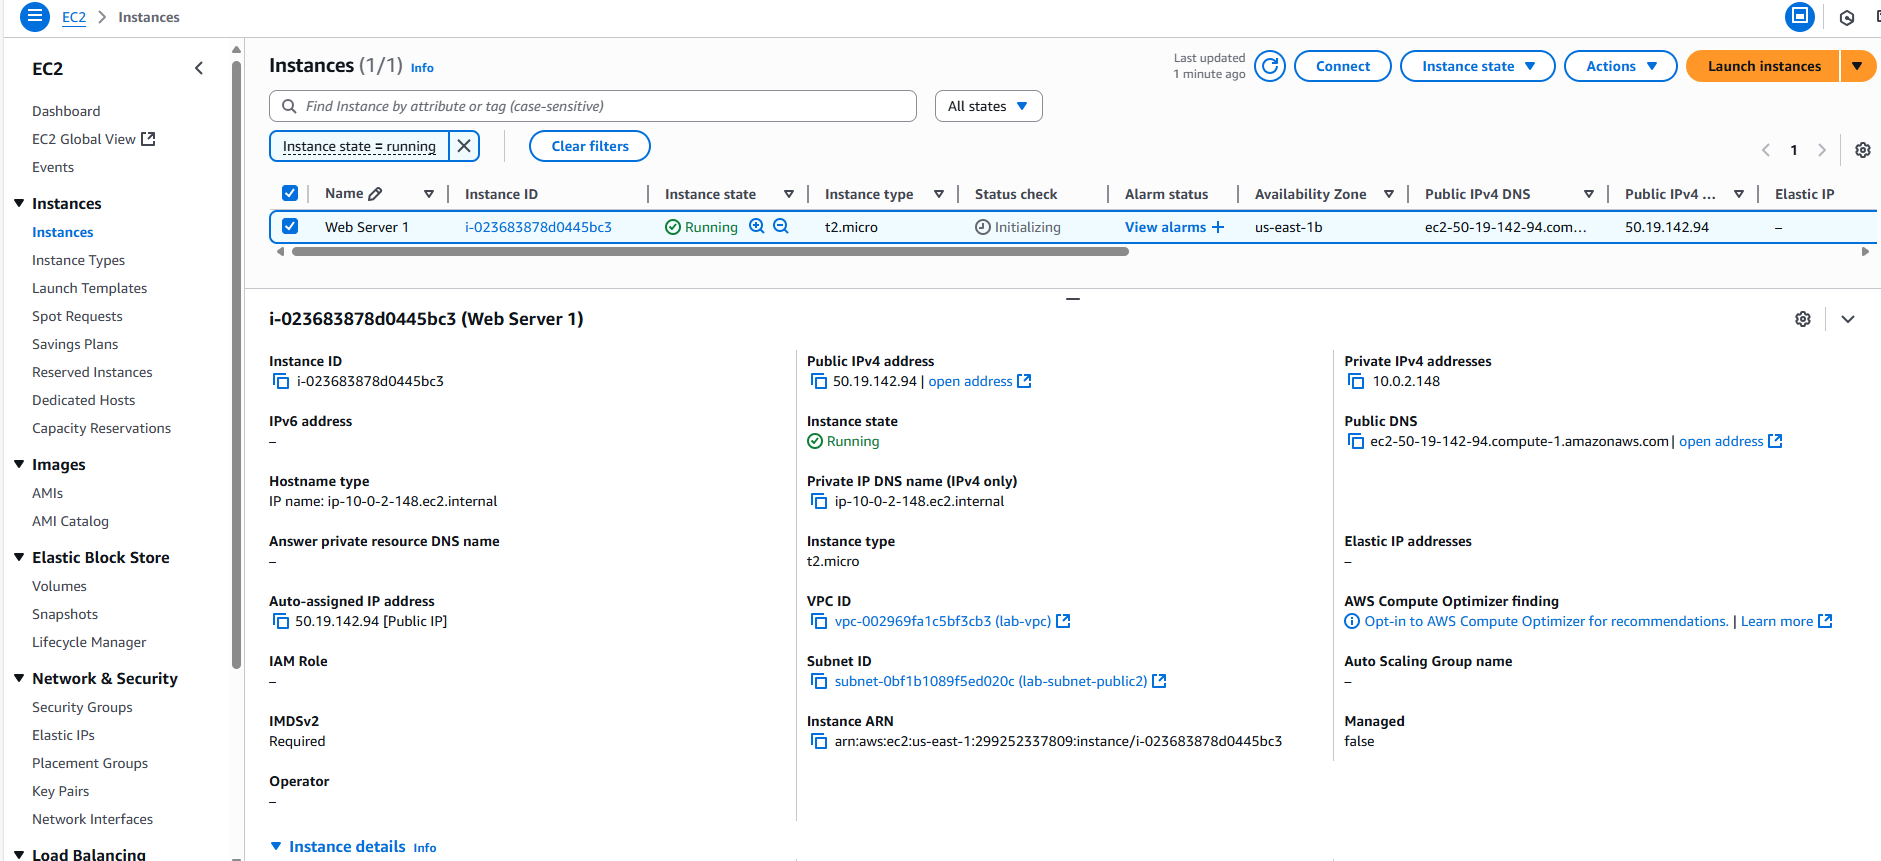 EC2 > Instances
EC2
Dashboard
EC2 Global View
Events
Instances
Instances
Instance Types
Launch Templates
Spot Requests
Savings Plans
Reserved Instances
Dedicated Hosts
Capacity Reservations
Images
AMIs
AMI Catalog
Elastic Block Store
Volumes
Snapshots
Lifecycle Manager
Network & Security
Security Groups
Elastic IPs
Placement Groups
Key Pairs
Network Interfaces
Load Balancing
Instances (1/1) Info
Last updated
1 minute ago
Connect
Instance state
Actions
Launch instances
Find Instance by attribute or tag (case-sensitive)
All states
Instance state = running
Clear filters
1
Name Instance ID Instance state Instance type Status check Alarm status Availability Zone Public IPv4 DNS Public IPv4 ... Elastic IP
Web Server 1 i-023683878d0445bc3 Running t2.micro Initializing View alarms + us-east-1b ec2-50-19-142-94.com... 50.19.142.94 –
i-023683878d0445bc3 (Web Server 1)
Instance ID
i-023683878d0445bc3
Public IPv4 address
50.19.142.94 | open address
Private IPv4 addresses
10.0.2.148
IPv6 address
–
Instance state
Running
Public DNS
ec2-50-19-142-94.compute-1.amazonaws.com | open address
Hostname type
IP name: ip-10-0-2-148.ec2.internal
Private IP DNS name (IPv4 only)
ip-10-0-2-148.ec2.internal
Answer private resource DNS name
–
Instance type
t2.micro
Elastic IP addresses
–
Auto-assigned IP address
50.19.142.94 [Public IP]
VPC ID
vpc-002969fa1c5bf3cb3 (lab-vpc)
AWS Compute Optimizer finding
Opt-in to AWS Compute Optimizer for recommendations. | Learn more
IAM Role
–
Subnet ID
subnet-0bf1b1089f5ed020c (lab-subnet-public2)
Auto Scaling Group name
–
IMDSv2
Required
Instance ARN
arn:aws:ec2:us-east-1:299252337809:instance/i-023683878d0445bc3
Managed
false
Operator
–
Instance details Info